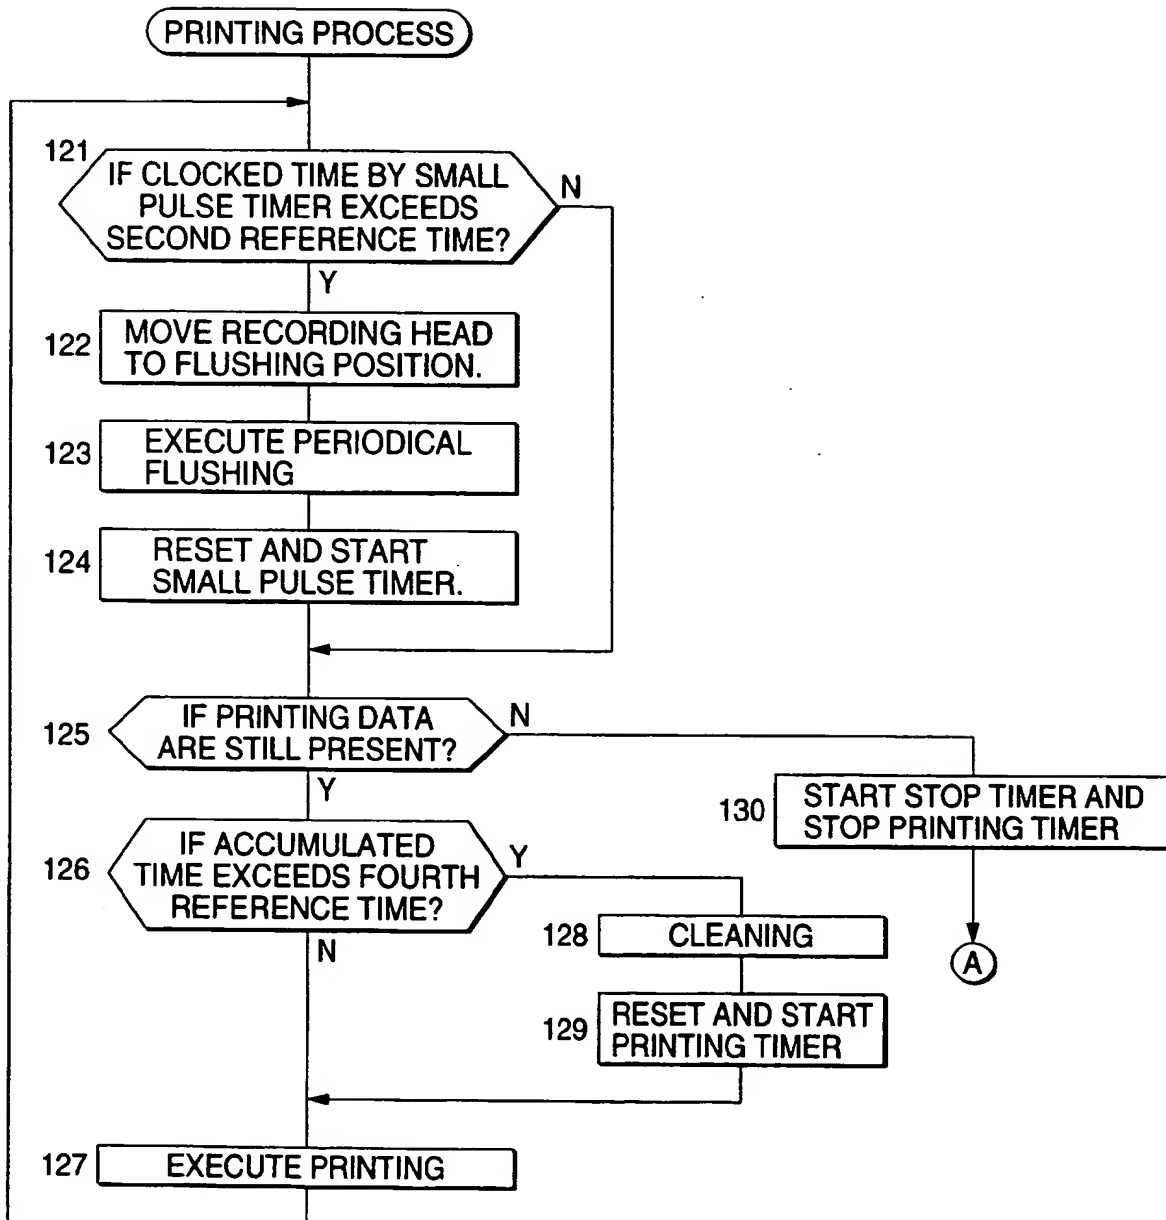 PRINTING PROCESS
121
IF CLOCKED TIME BY SMALL
PULSE TIMER EXCEEDS
SECOND REFERENCE TIME?
N
Y
122
MOVE RECORDING HEAD
TO FLUSHING POSITION.
123
EXECUTE PERIODICAL
FLUSHING
124
RESET AND START
SMALL PULSE TIMER.
125
IF PRINTING DATA
ARE STILL PRESENT?
N
Y
130
START STOP TIMER AND
STOP PRINTING TIMER
A
126
IF ACCUMULATED
TIME EXCEEDS FOURTH
REFERENCE TIME?
Y
N
128
CLEANING
129
RESET AND START
PRINTING TIMER
127
EXECUTE PRINTING